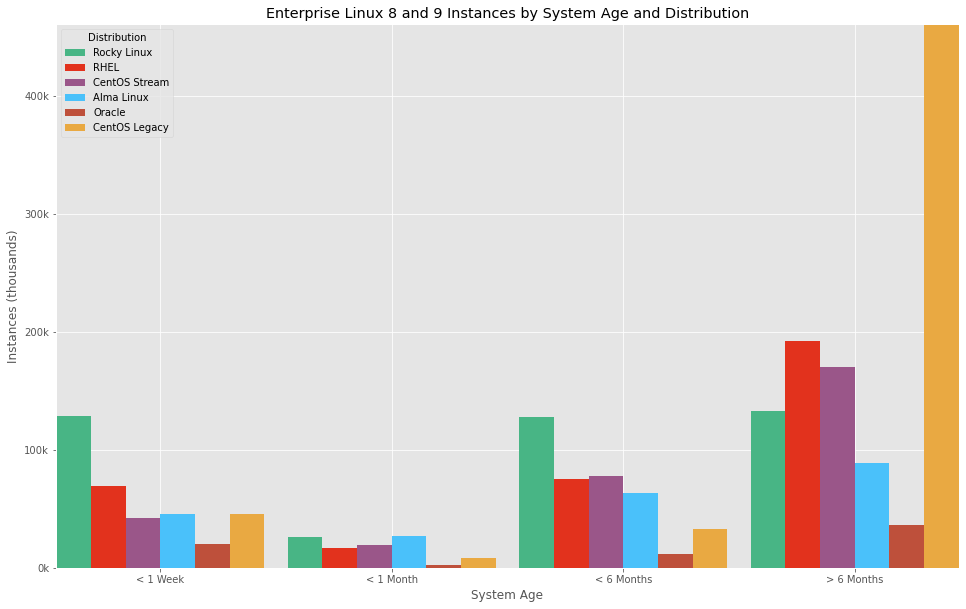 Enterprise Linux 8 and 9 Instances by System Age and Distribution
Distribution
Rocky Linux
RHEL
CentOS Stream
Alma Linux
Oracle
CentOS Legacy
400k
300k
200k
100k
0k
Instances (thousands)
< 1 Week
< 1 Month
< 6 Months
> 6 Months
System Age